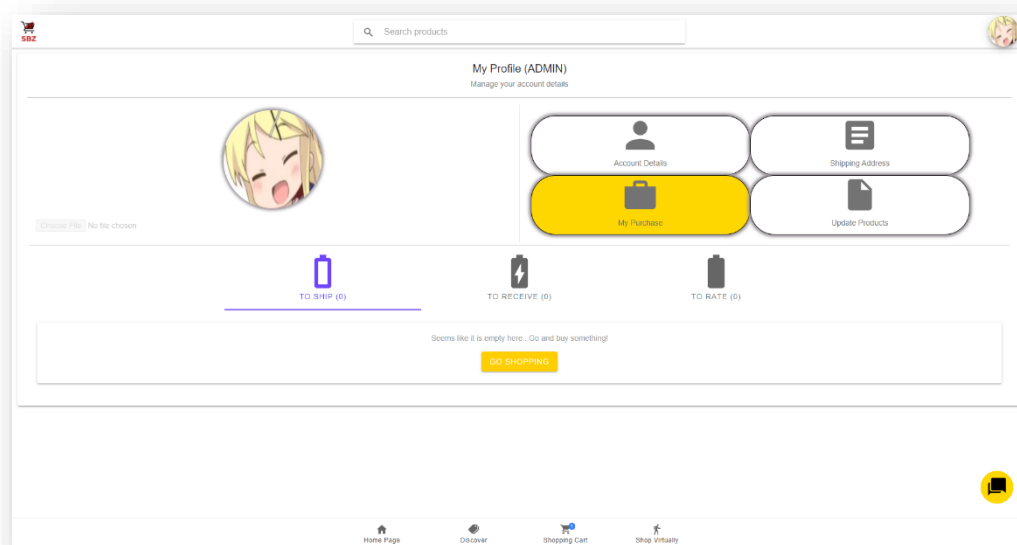 SBZ
Search products
My Profile (ADMIN)
Manage your account details
Account Details
Shipping Address
Choose File No file chosen
My Purchase
Update Products
TO SHIP (0)
TO RECEIVE (0)
TO RATE (0)
Seems like it is empty here...Go and buy something!
GO SHOPPING
Home Page
Discover
Shopping Cart
Shop Virtually